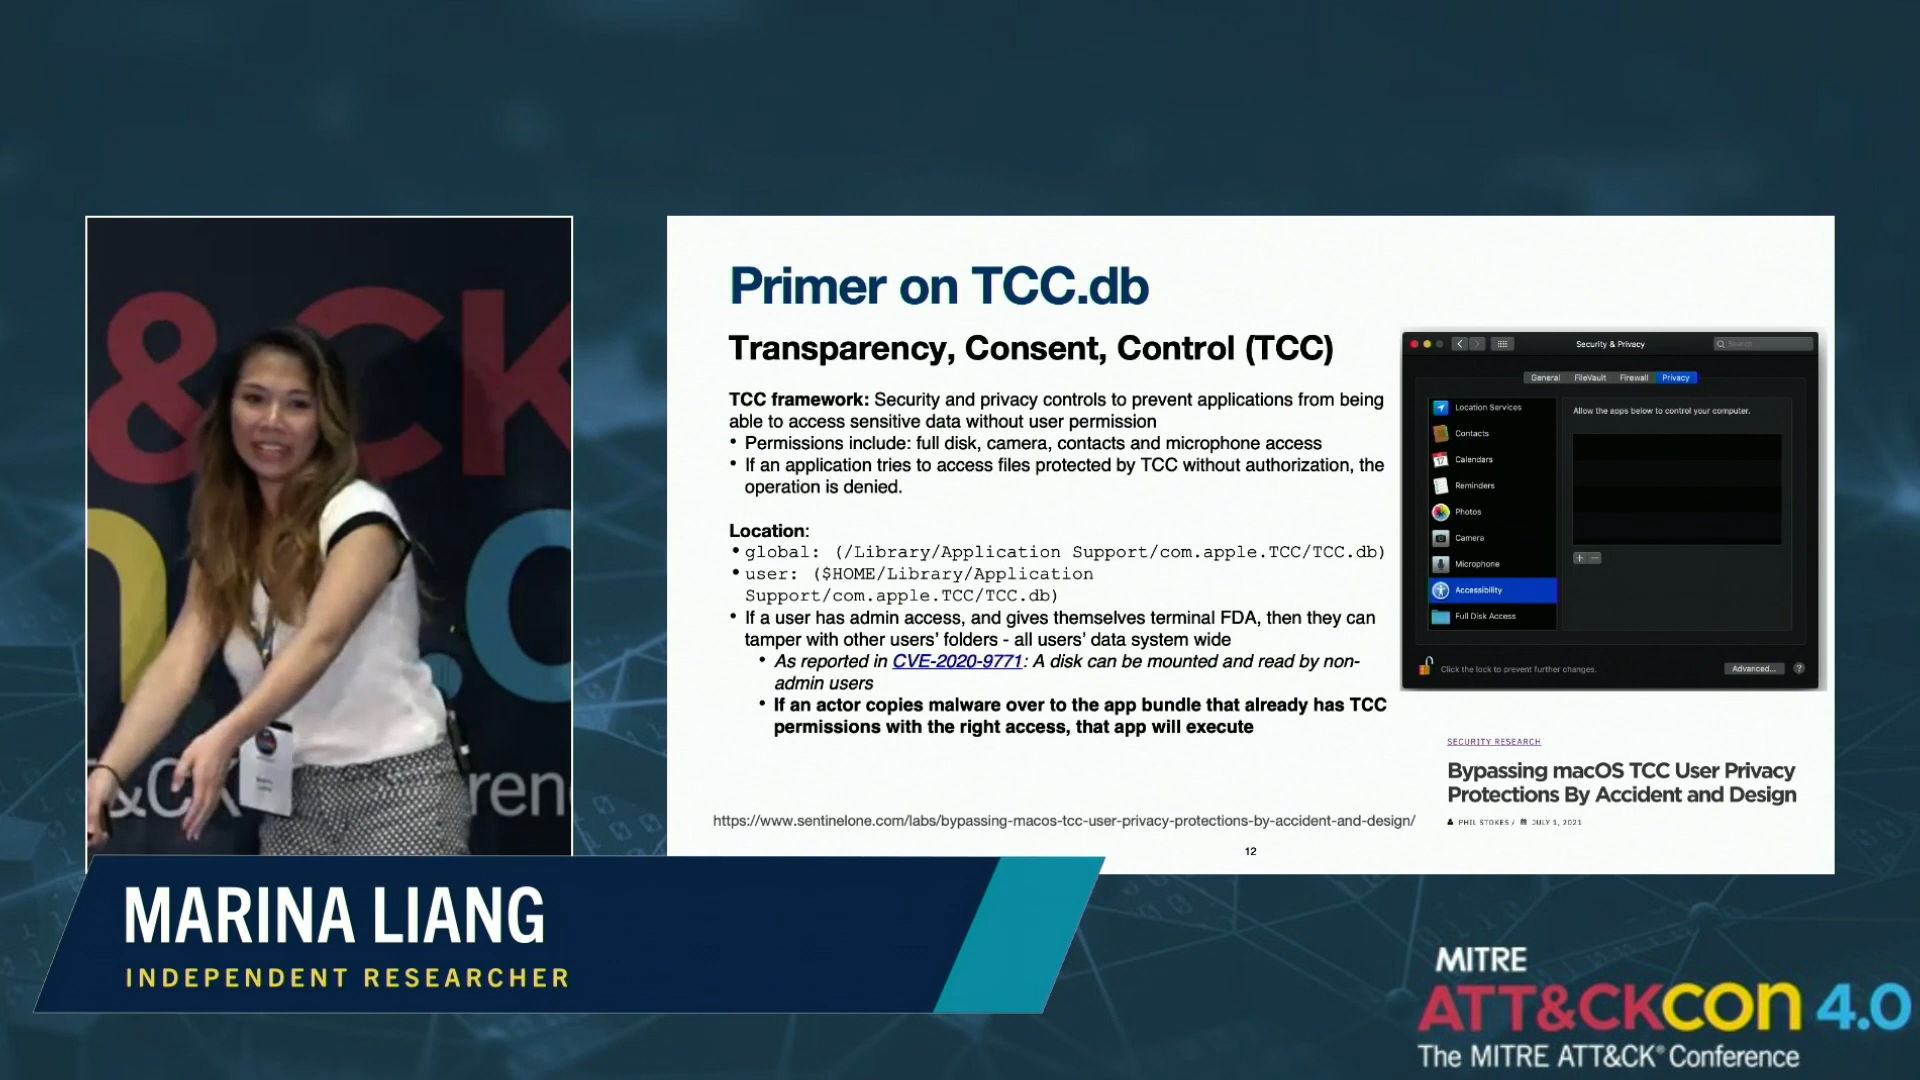 Primer on TCC.db
Transparency, Consent, Control (TCC)
TCC framework: Security and privacy controls to prevent applications from being
able to access sensitive data without user permission
• Permissions include: full disk, camera, contacts and microphone access
• If an application tries to access files protected by TCC without authorization, the
operation is denied.
Location:
• global: (/Library/Application Support/com.apple.TCC/TCC.db)
• user: ($HOME/Library/Application
Support/com.apple.TCC/TCC.db)
• If a user has admin access, and gives themselves terminal FDA, then they can
tamper with other users' folders - all users' data system wide
• As reported in CVE-2020-9771: A disk can be mounted and read by non-
admin users
• If an actor copies malware over to the app bundle that already has TCC
permissions with the right access, that app will execute
https://www.sentinelone.com/labs/bypassing-macos-tcc-user-privacy-protections-by-accident-and-design/
12
Security & Privacy
Search
General FileVault Firewall Privacy
Location Services
Contacts
Calendars
Reminders
Photos
Camera
Microphone
Accessibility
Full Disk Access
Allow the apps below to control your computer.
+ −
Click the lock to prevent further changes.
Advanced... ?
SECURITY RESEARCH
Bypassing macOS TCC User Privacy
Protections By Accident and Design
PHIL STOKES / JULY 1, 2021
& CK
&CK
ren
MARINA LIANG
INDEPENDENT RESEARCHER
MITRE
ATT&CKCON 4.0
The MITRE ATT&CK® Conference